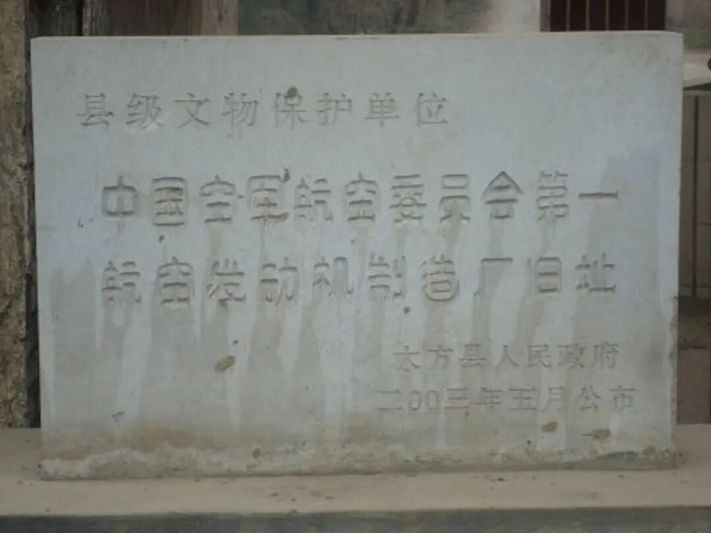 县级文物保护单位
中国空军航空委员会第一
航空发动机制造厂旧址
大方县人民政府
二00三年五月公布